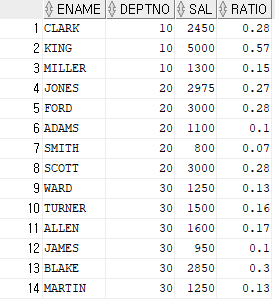 ENAME DEPTNO SAL RATIO
1 CLARK 10 2450 0.28
2 KING 10 5000 0.57
3 MILLER 10 1300 0.15
4 JONES 20 2975 0.27
5 FORD 20 3000 0.28
6 ADAMS 20 1100 0.1
7 SMITH 20 800 0.07
8 SCOTT 20 3000 0.28
9 WARD 30 1250 0.13
10 TURNER 30 1500 0.16
11 ALLEN 30 1600 0.17
12 JAMES 30 950 0.1
13 BLAKE 30 2850 0.3
14 MARTIN 30 1250 0.13